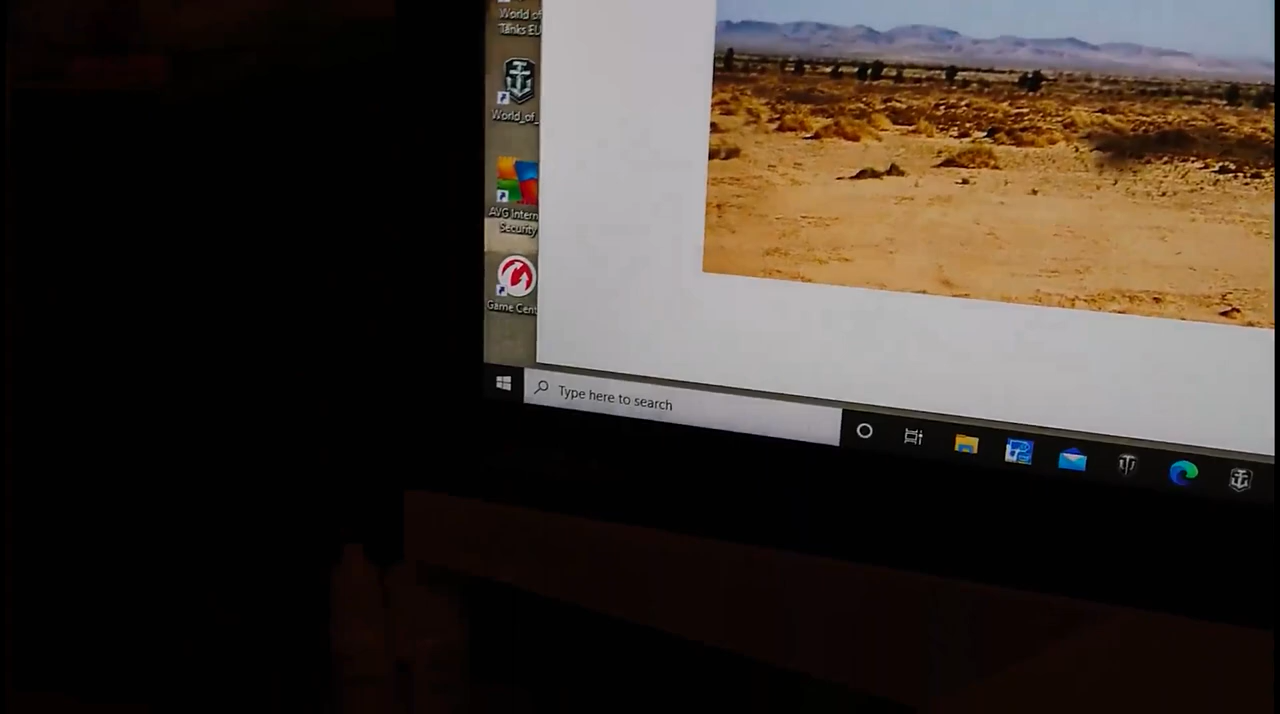 World of
Tanks EU
World_of_
AVG Intern
Security
Game Cent
Type here to search